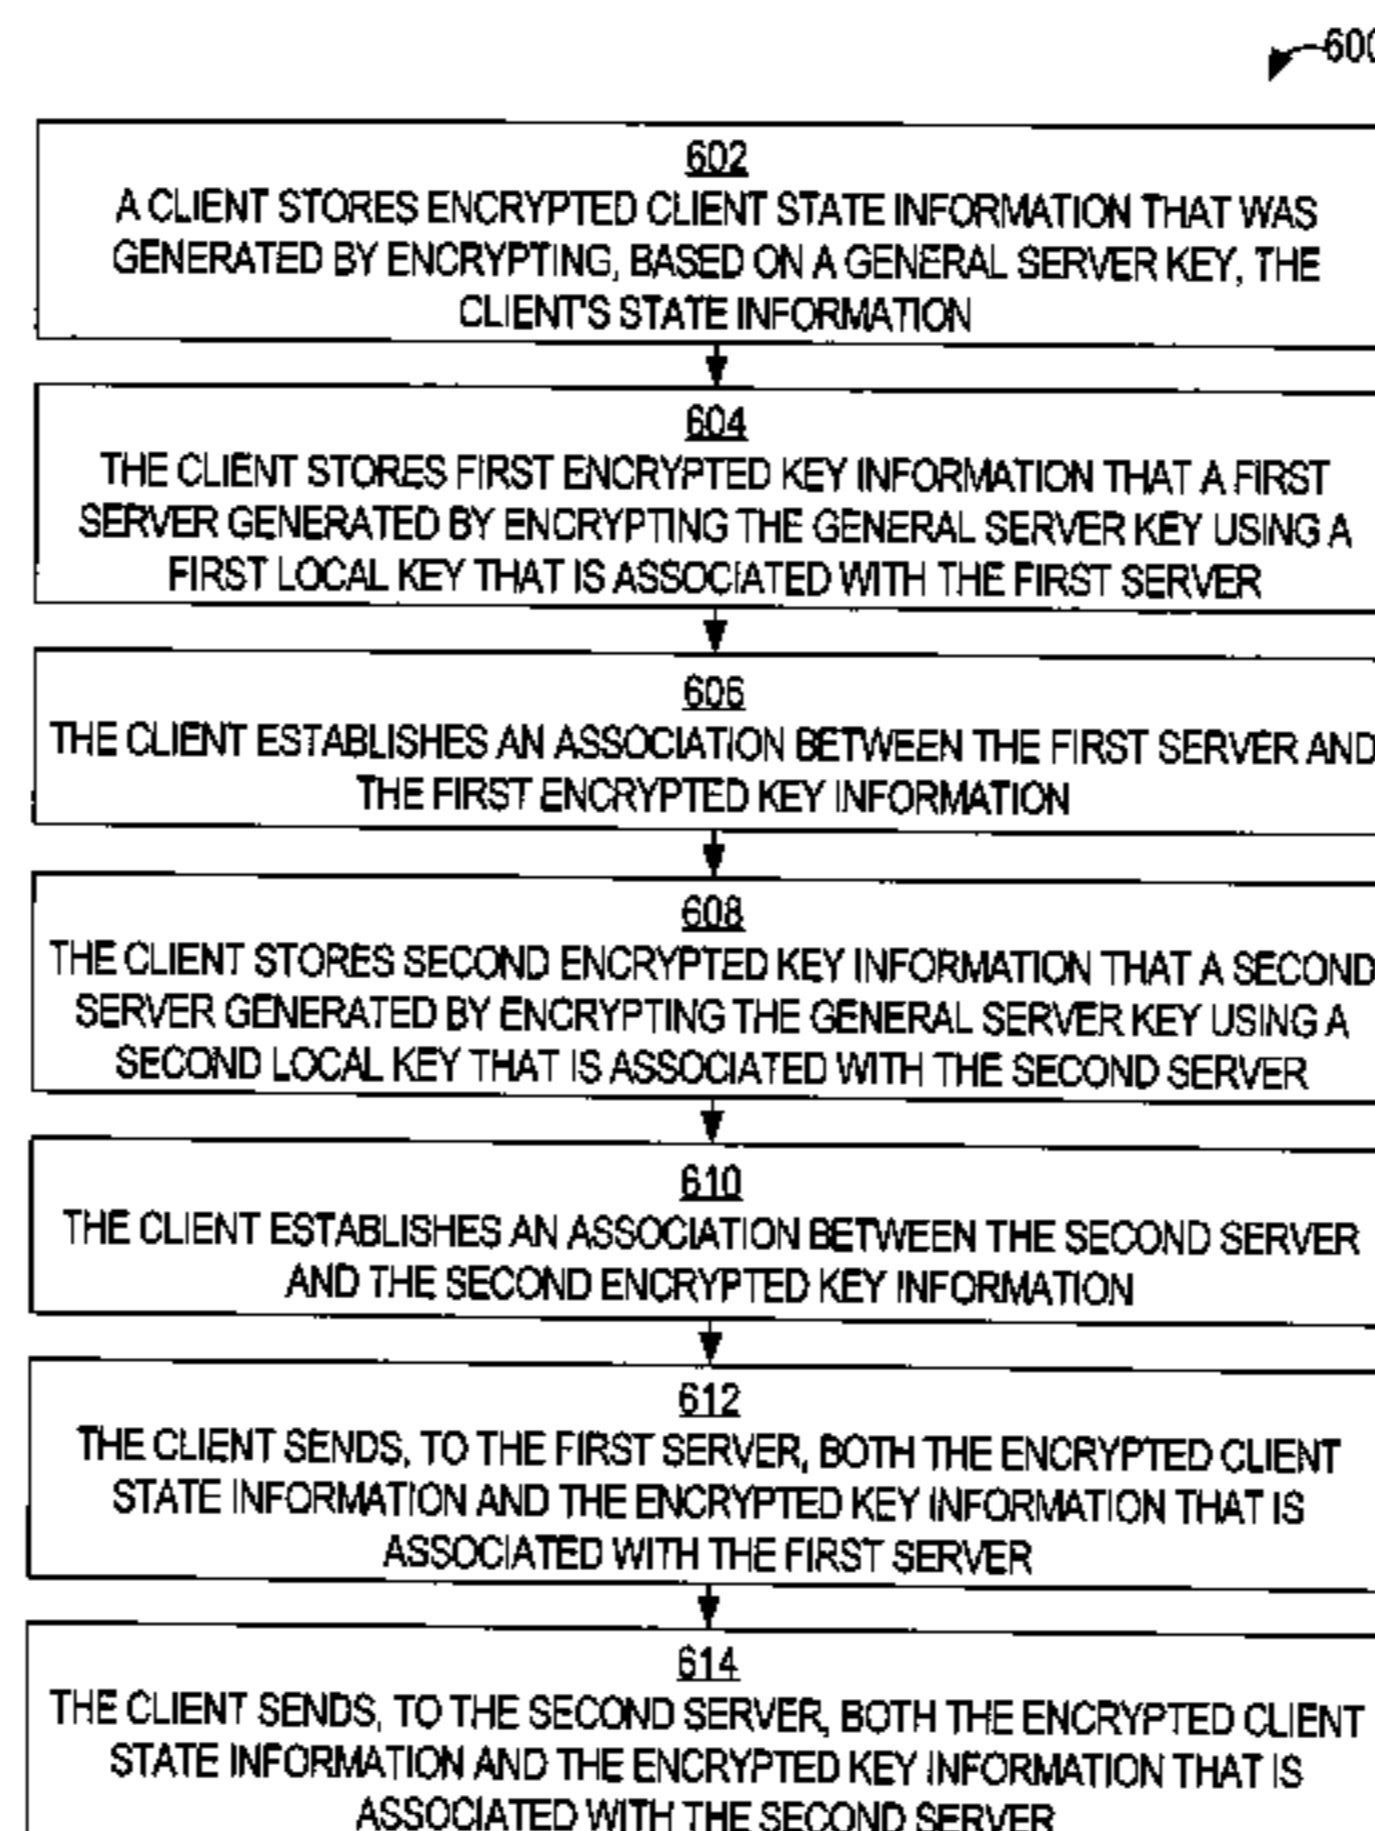 600
602
A CLIENT STORES ENCRYPTED CLIENT STATE INFORMATION THAT WAS
GENERATED BY ENCRYPTING, BASED ON A GENERAL SERVER KEY, THE
CLIENT'S STATE INFORMATION
604
THE CLIENT STORES FIRST ENCRYPTED KEY INFORMATION THAT A FIRST
SERVER GENERATED BY ENCRYPTING THE GENERAL SERVER KEY USING A
FIRST LOCAL KEY THAT IS ASSOCIATED WITH THE FIRST SERVER
606
THE CLIENT ESTABLISHES AN ASSOCIATION BETWEEN THE FIRST SERVER AND
THE FIRST ENCRYPTED KEY INFORMATION
608
THE CLIENT STORES SECOND ENCRYPTED KEY INFORMATION THAT A SECOND
SERVER GENERATED BY ENCRYPTING THE GENERAL SERVER KEY USING A
SECOND LOCAL KEY THAT IS ASSOCIATED WITH THE SECOND SERVER
610
THE CLIENT ESTABLISHES AN ASSOCIATION BETWEEN THE SECOND SERVER
AND THE SECOND ENCRYPTED KEY INFORMATION
612
THE CLIENT SENDS, TO THE FIRST SERVER, BOTH THE ENCRYPTED CLIENT
STATE INFORMATION AND THE ENCRYPTED KEY INFORMATION THAT IS
ASSOCIATED WITH THE FIRST SERVER
614
THE CLIENT SENDS, TO THE SECOND SERVER, BOTH THE ENCRYPTED CLIENT
STATE INFORMATION AND THE ENCRYPTED KEY INFORMATION THAT IS
ASSOCIATED WITH THE SECOND SERVER